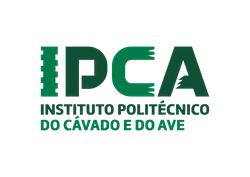 IPCA
INSTITUTO POLITÉCNICO
DO CÁVADO E DO AVE